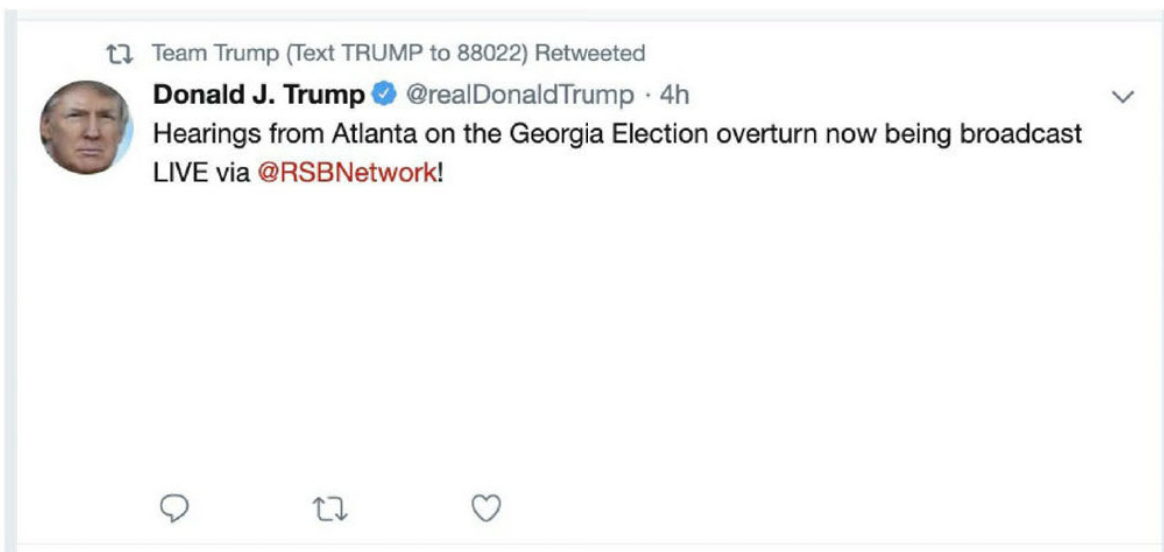 Team Trump (Text TRUMP to 88022) Retweeted
Donald J. Trump @realDonaldTrump · 4h
Hearings from Atlanta on the Georgia Election overturn now being broadcast
LIVE via @RSBNetwork!